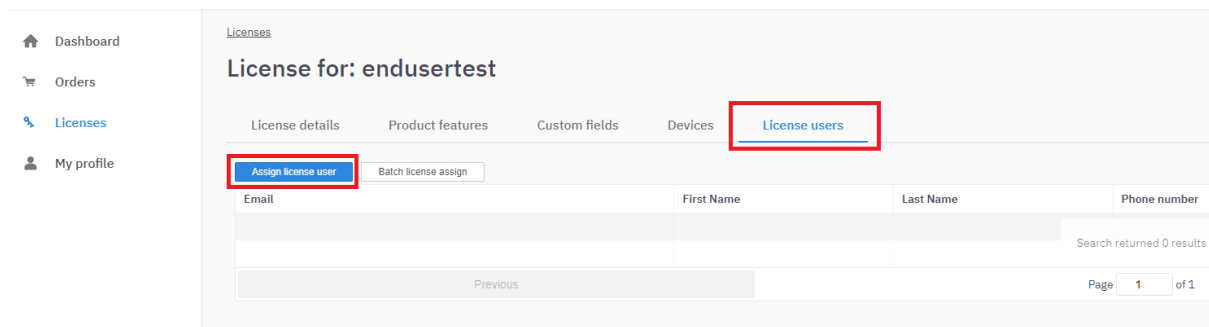 Dashboard
Orders
Licenses
My profile
Licenses
License for: endusertest
License details Product features Custom fields Devices License users
Assign license user Batch license assign
Email First Name Last Name Phone number
Search returned 0 results
Previous Page 1 of 1